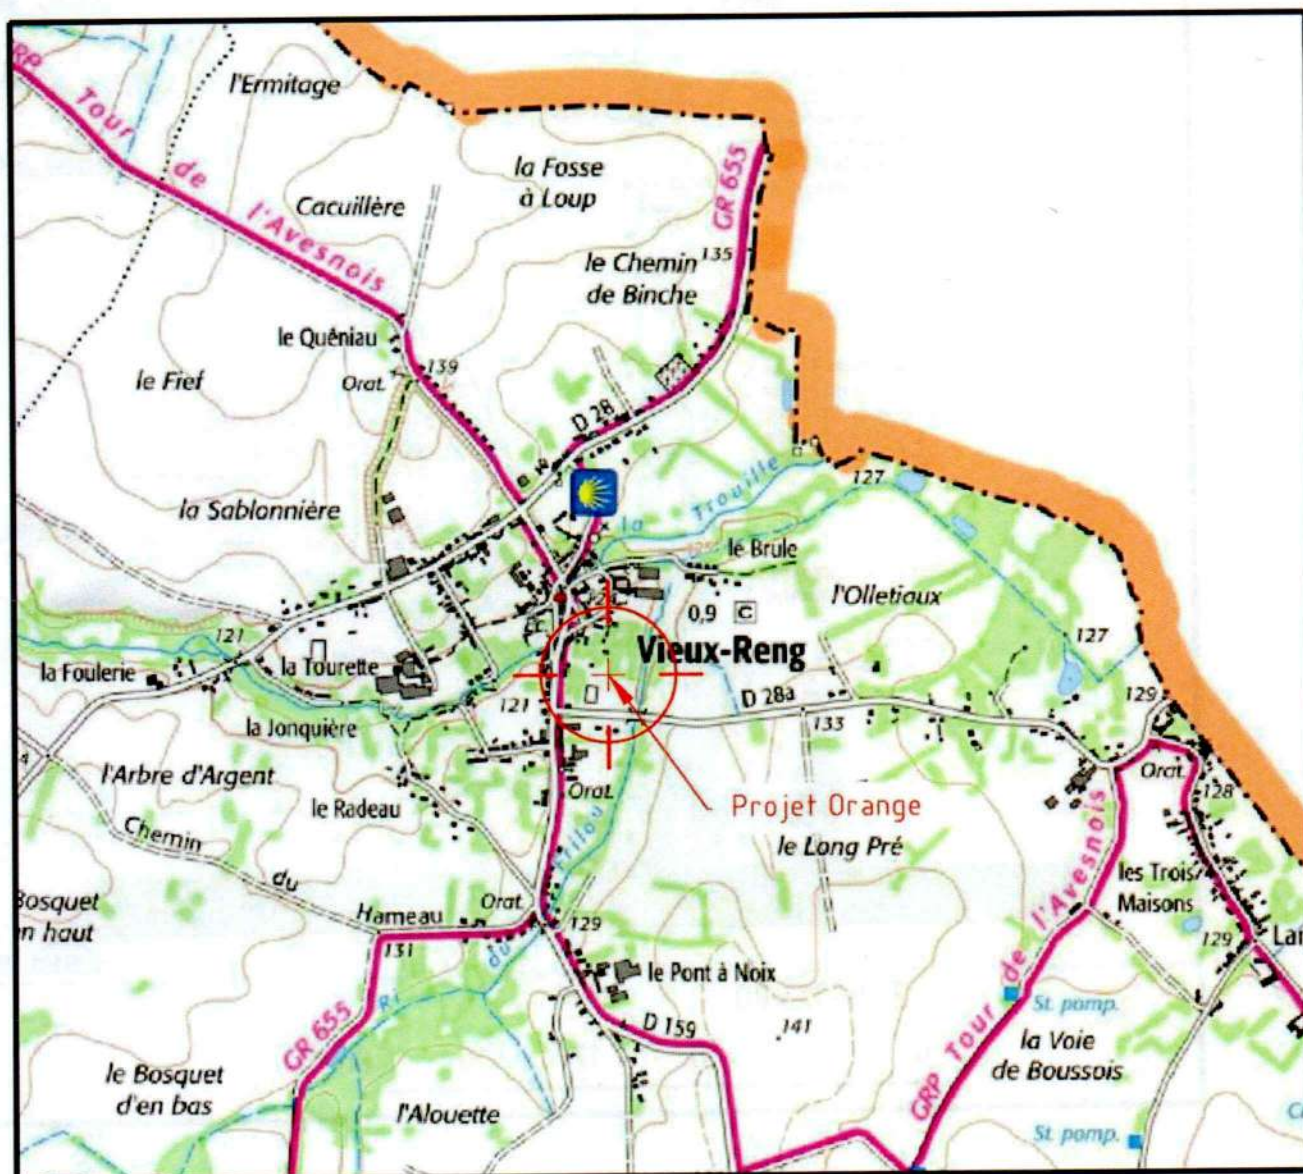 GRP
Tour
de
l'Avesnois
l'Ermitage
la Fosse
à Loup
Cacuillère
GR 655
135
le Chemin
de Binche
le Quêniau
139
Orat.
le Fief
D 28
la Sablonnière
la Trouille
127
le Brule
l'Olletiaux
0,9 C
Vieux-Reng
127
121
la Tourette
la Foulerie
121
D 28a
133
129
la Jonquière
l'Arbre d'Argent
le Radeau
Orat.
Projet Orange
Orat.
128
le Long Pré
Chemin
du
Hameau
les Trois
Maisons
Bosquet
en haut
Orat.
129
131
129
le Pont à Noix
GR 655
Ri
du
D 159
141
GRP Tour de l'Avesnois
St. pomp.
la Voie
de Boussois
le Bosquet
d'en bas
l'Alouette
St. pomp.